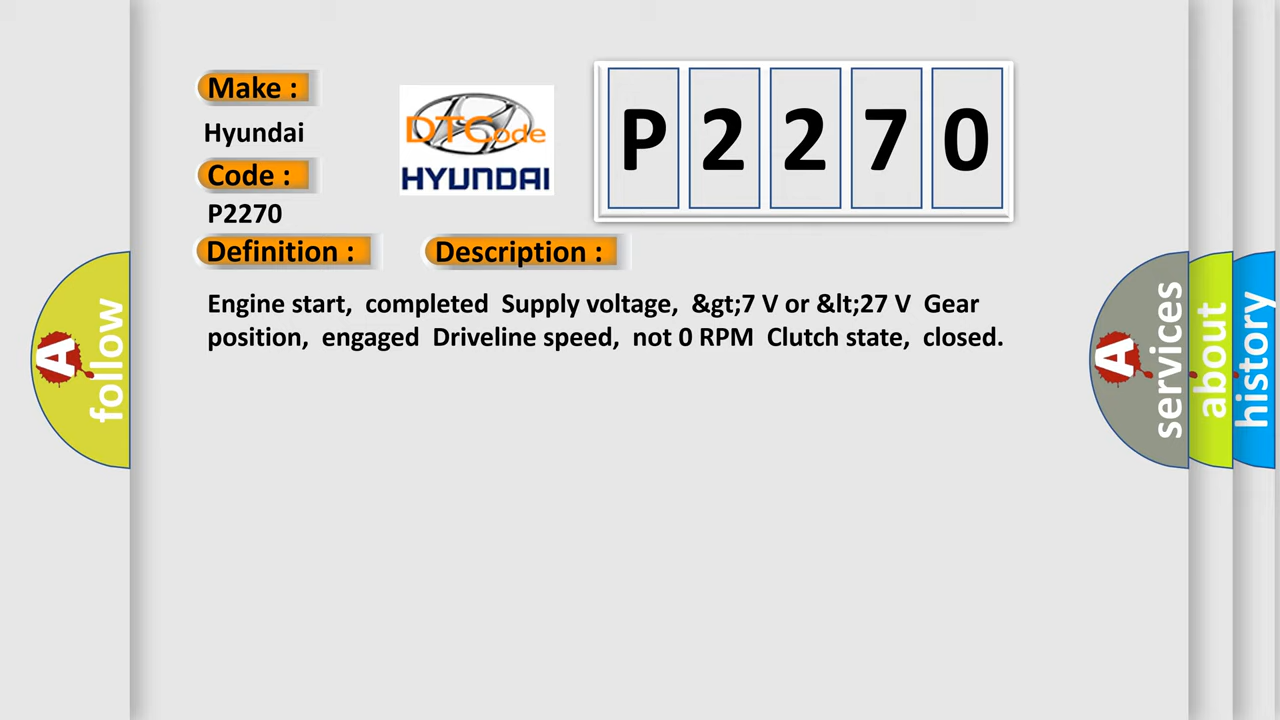 Make :
Hyundai
Code :
P2270
Definition :
Description :
DTCode
HYUNDAI
P 2 2 7 0
Engine start, completed Supply voltage, &gt;7 V or &lt;27 V Gear
position, engaged Driveline speed, not 0 RPM Clutch state, closed.
A
follow
A
services
about
history